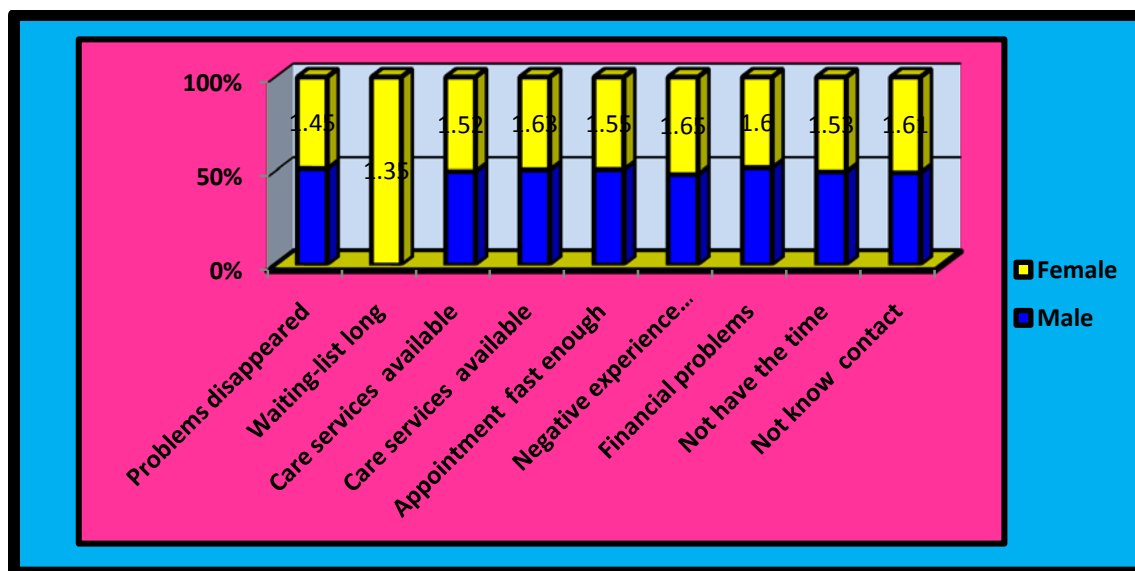 100%
50%
0%
1.45
1.35
1.52
1.63
1.55
1.65
1.6
1.53
1.61
Problems disappeared
Waiting-list long
Care services available
Care services available
Appointment fast enough
Negative experience...
Financial problems
Not have the time
Not know contact
Female
Male